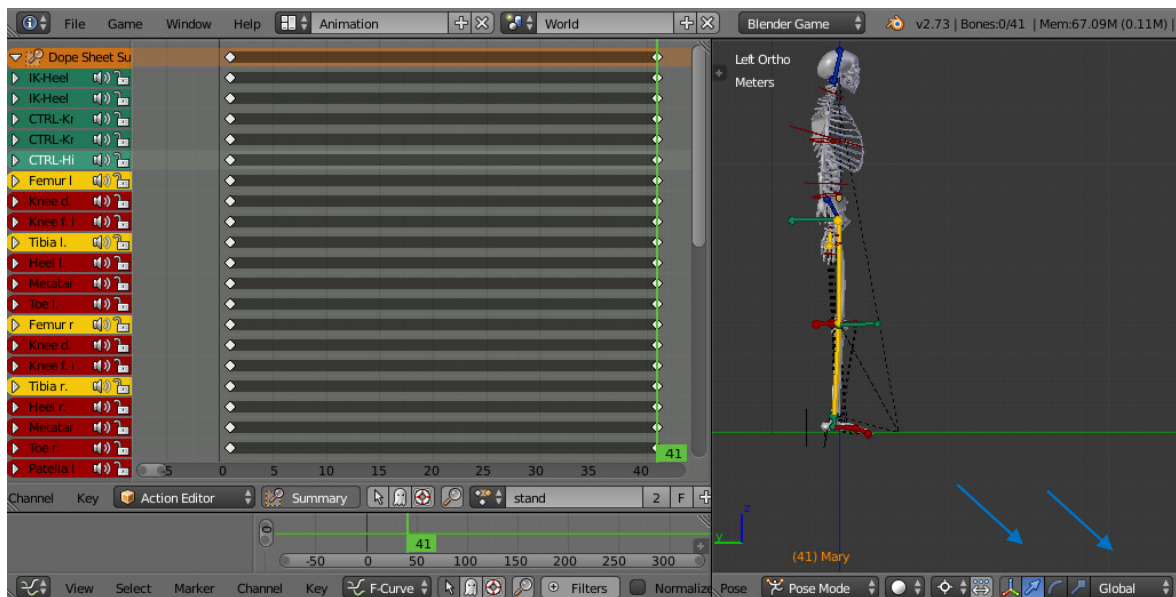 File Game Window Help Animation World Blender Game v2.73 | Bones:0/41 | Mem:67.09M (0.11M) |
Dope Sheet Su
IK-Heel
IK-Heel
CTRL-Kr
CTRL-Kr
CTRL-Hi
Femur l
Knee d.
Knee f. l
Tibia l.
Heel l.
Metatar
Toe l.
Femur r
Knee d.
Knee f. r
Tibia r.
Heel r.
Metatar
Toe r.
Patella l
-5 0 5 10 15 20 25 30 35 40
41
Channel Key Action Editor Summary stand 2 F
41
-50 0 50 100 150 200 250 300
View Select Marker Channel Key F-Curve Filters Normalize
Left Ortho
Meters
z
y
(41) Mary
Pose Pose Mode Global